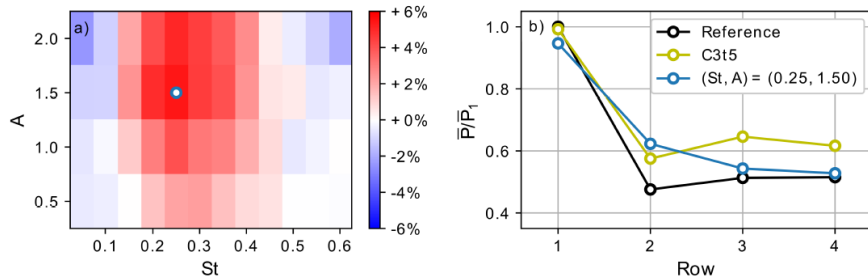 a)
A
2.0
1.5
1.0
0.5
0.1 0.2 0.3 0.4 0.5 0.6
St
+ 6%
+ 4%
+ 2%
+ 0%
-2%
-4%
-6%
b)
P̅/P̅₁
1.0
0.8
0.6
0.4
1 2 3 4
Row
Reference
C3t5
(St, A) = (0.25, 1.50)